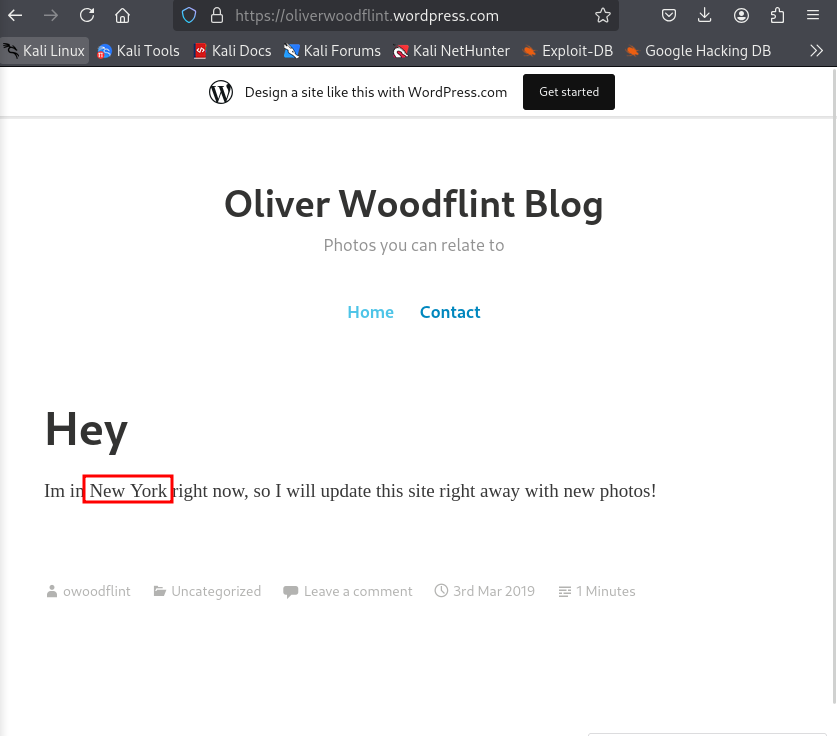 https://oliverwoodflint.wordpress.com
Kali Linux Kali Tools Kali Docs Kali Forums Kali NetHunter Exploit-DB Google Hacking DB
Design a site like this with WordPress.com Get started
Oliver Woodflint Blog
Photos you can relate to
Home Contact
Hey
Im in New York right now, so I will update this site right away with new photos!
owoodflint Uncategorized Leave a comment 3rd Mar 2019 1 Minutes